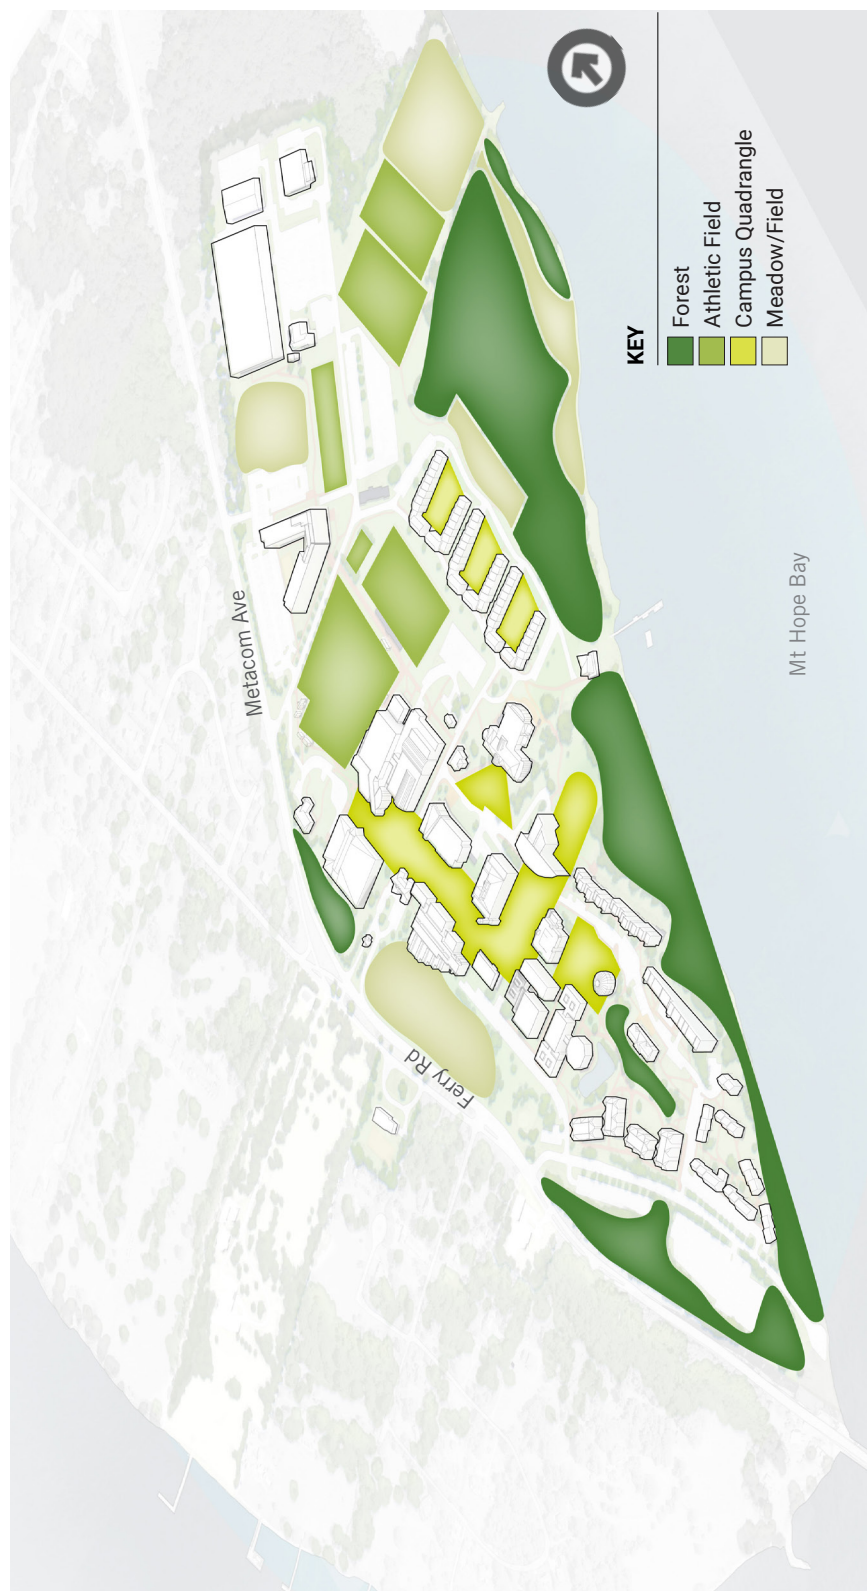 KEY
Forest
Athletic Field
Campus Quadrangle
Meadow/Field
Metacom Ave
Ferry Rd
Mt Hope Bay